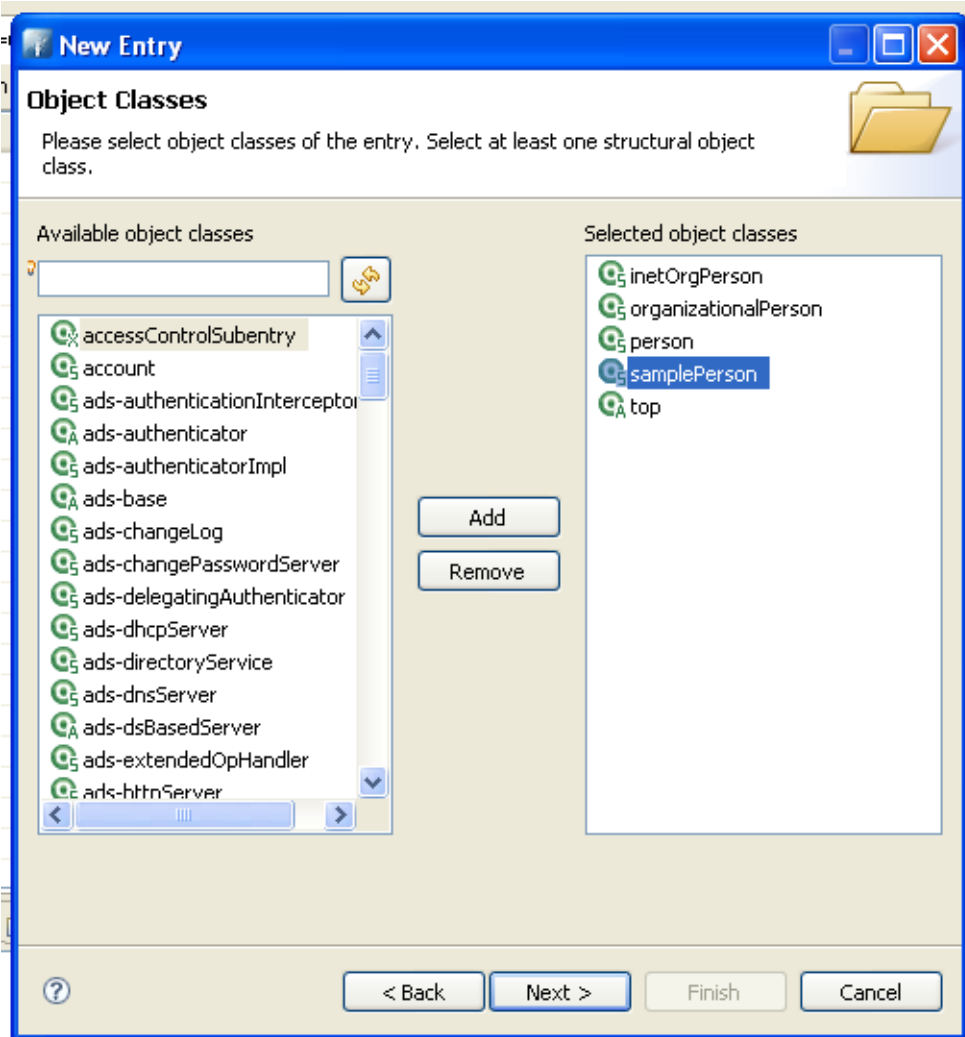 New Entry
Object Classes
Please select object classes of the entry. Select at least one structural object
class.
Available object classes
Selected object classes
accessControlSubentry
account
ads-authenticationInterceptor
ads-authenticator
ads-authenticatorImpl
ads-base
ads-changeLog
ads-changePasswordServer
ads-delegatingAuthenticator
ads-dhcpServer
ads-directoryService
ads-dnsServer
ads-dsBasedServer
ads-extendedOpHandler
ads-httpServer
Add
Remove
inetOrgPerson
organizationalPerson
person
samplePerson
top
< Back
Next >
Finish
Cancel